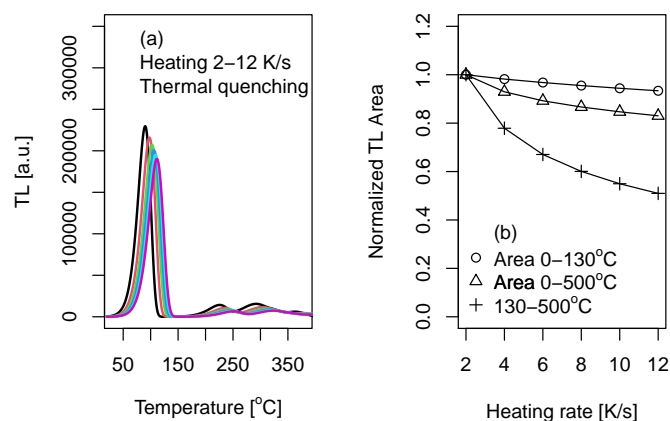 (a)
Heating 2−12 K/s
Thermal quenching
TL [a.u.]
0
100000
200000
300000
50
150
250
350
Temperature [°C]
(b)
Area 0−130°C
Area 0−500°C
130−500°C
Normalized TL Area
0.0
0.2
0.4
0.6
0.8
1.0
1.2
2
4
6
8
10
12
Heating rate [K/s]